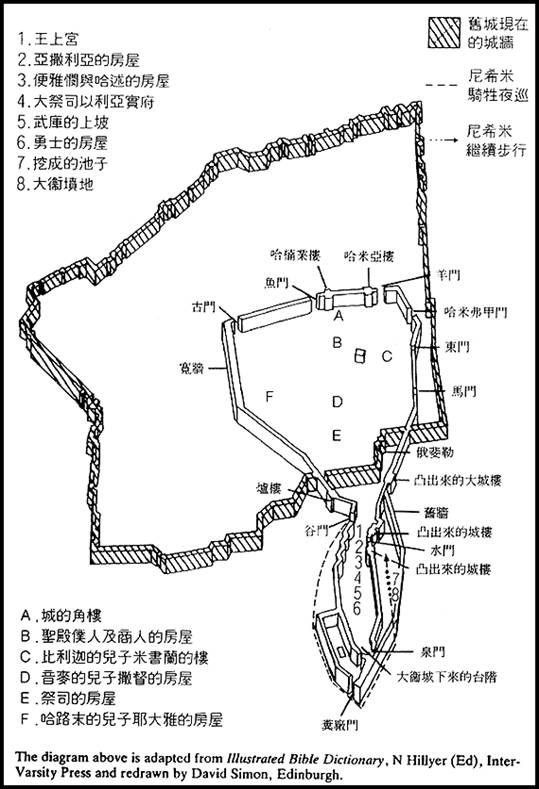 1.王上宮
2.亞撒利亞的房屋
3.便雅憫與哈述的房屋
4.大祭司以利亞實府
5.武庫的上坡
6.勇士的房屋
7.挖成的池子
8.大衛墳地
舊城現在
的城牆
尼希米
騎牲夜巡
尼希米
繼續步行
哈楠業樓
哈米亞樓
羊門
魚門
古門
哈米弗甲門
A
東門
B
C
寬牆
馬門
F
D
E
俄斐勒
凸出來的大城樓
爐樓
舊牆
谷門
1
凸出來的城樓
2
水門
3
凸出來的城樓
4
7
5
8
6
泉門
大衛城下來的台階
糞廠門
A.城的角樓
B.聖殿僕人及商人的房屋
C.比利迦的兒子米書蘭的樓
D.音麥的兒子撒督的房屋
E.祭司的房屋
F.哈路末的兒子耶大雅的房屋
The diagram above is adapted from Illustrated Bible Dictionary, N Hillyer (Ed), Inter-
Varsity Press and redrawn by David Simon, Edinburgh.